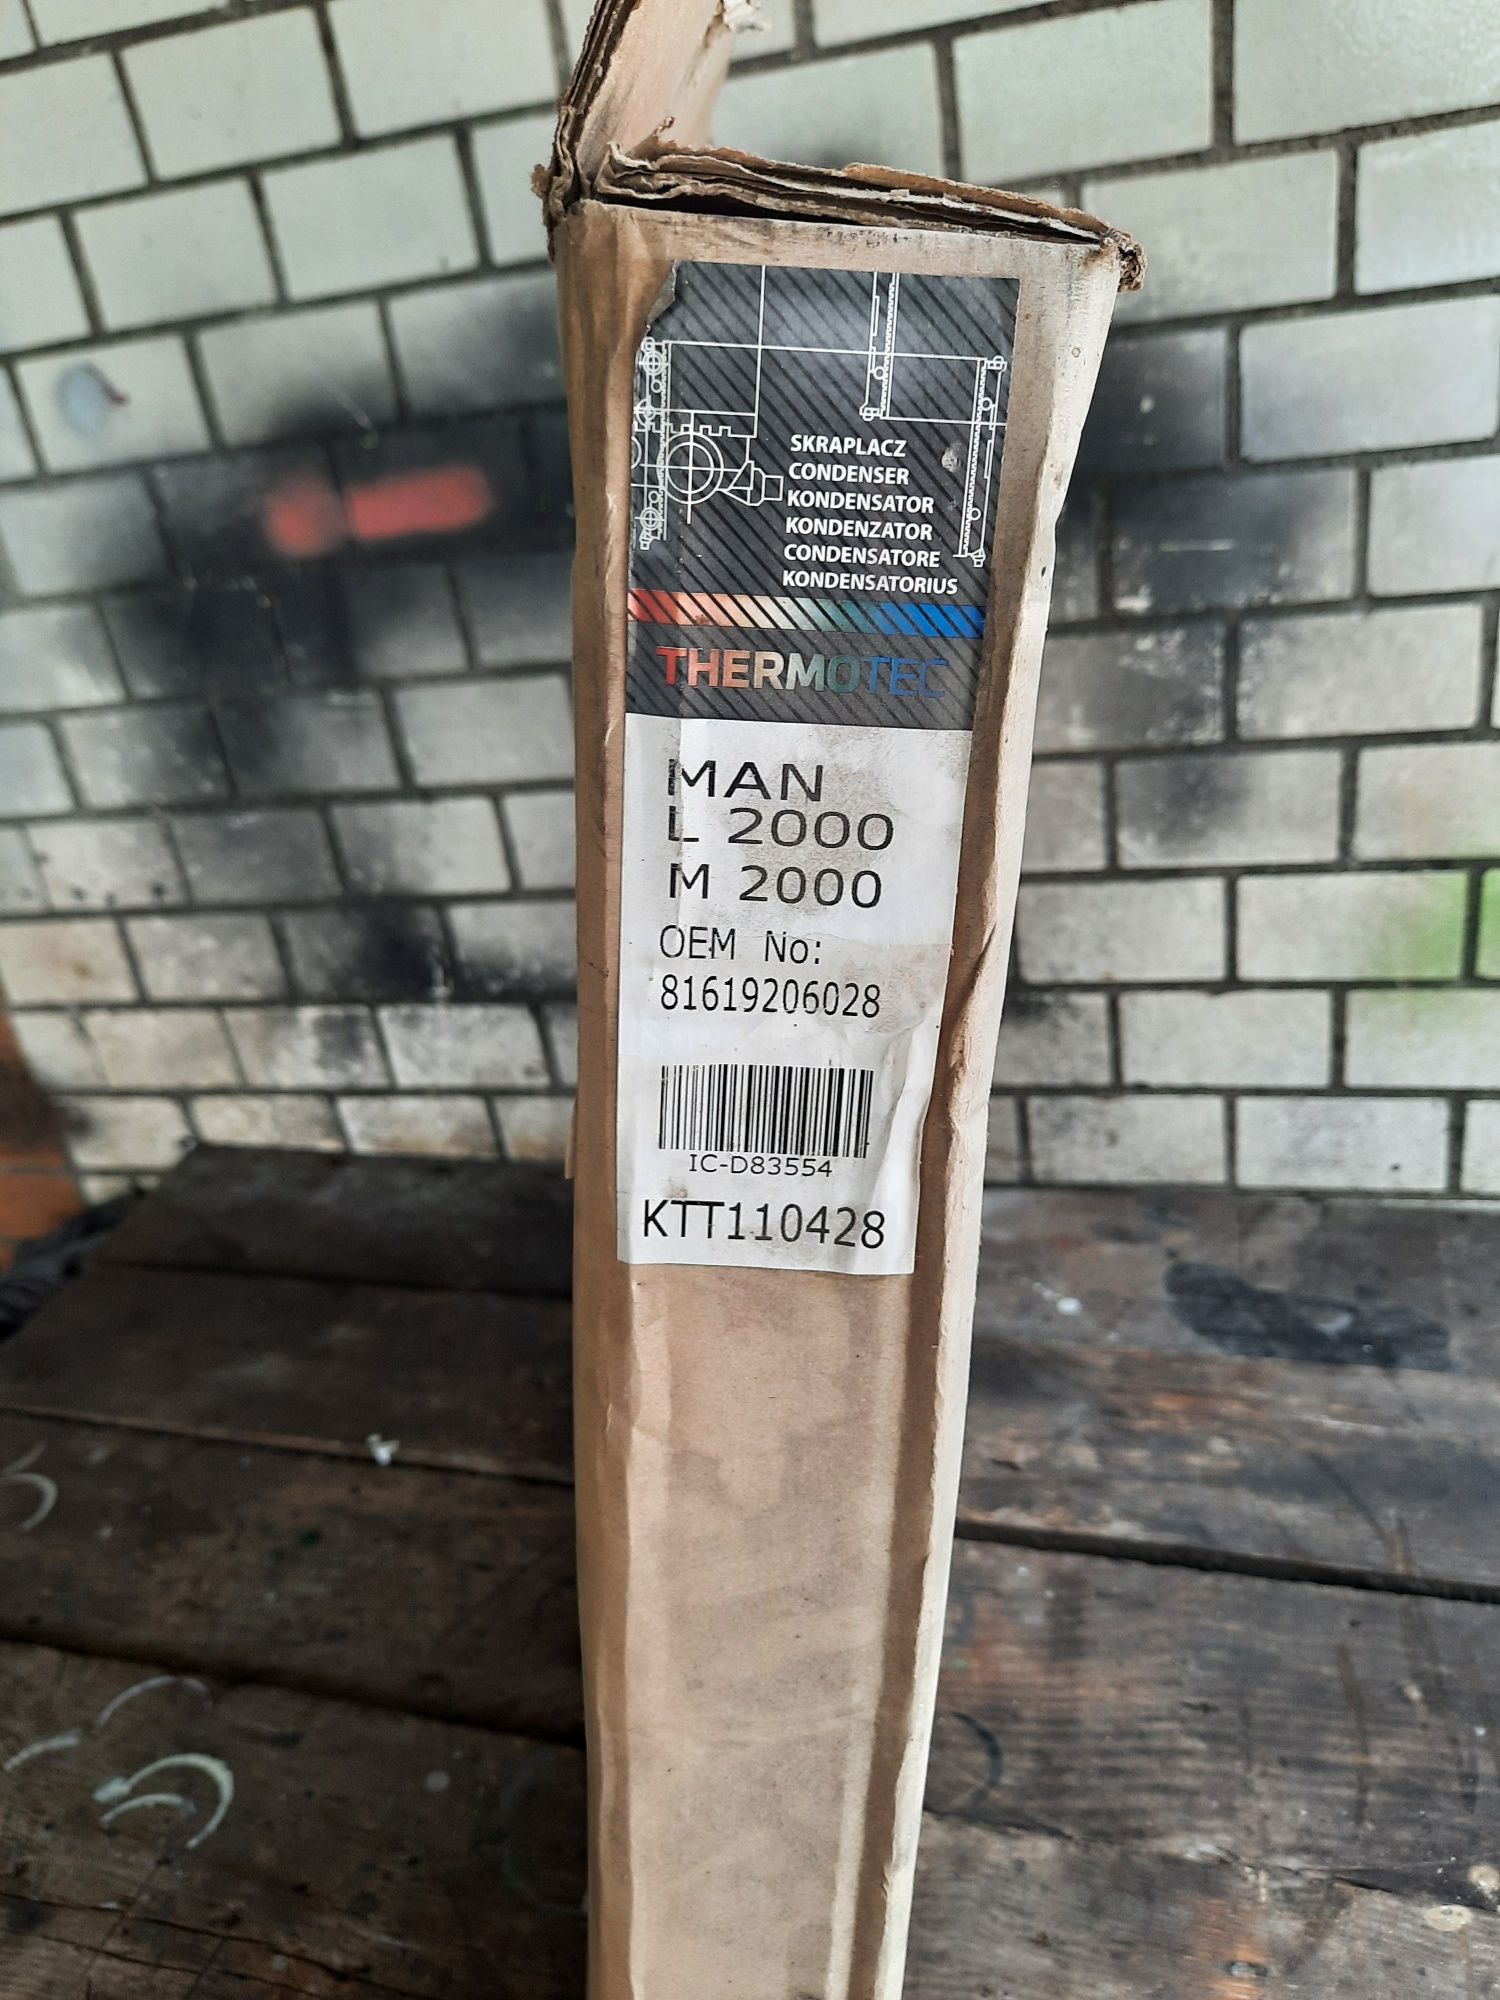 SKRAPLACZ
CONDENSER
KONDENSATOR
KONDENZATOR
CONDENSATORE
KONDENSATORIUS
THERMOTEC
MAN
L 2000
M 2000
OEM No:
81619206028
IC-D83554
KTT110428